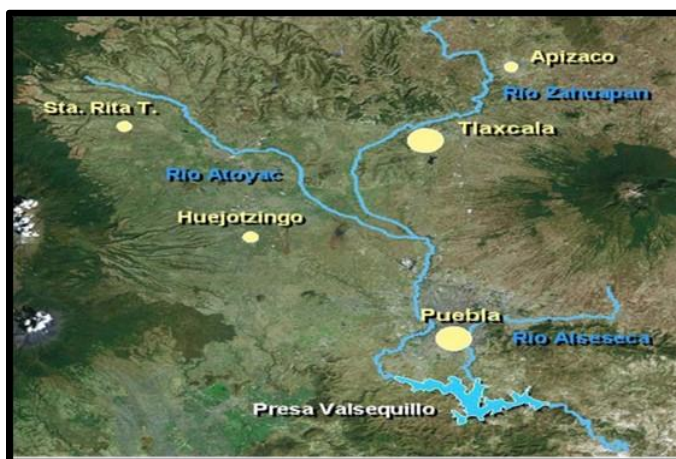 Apizaco
Río Zahuapan
Sta. Rita T.
Tlaxcala
Río Atoyac
Huejotzingo
Puebla
Río Alseseca
Presa Valsequillo